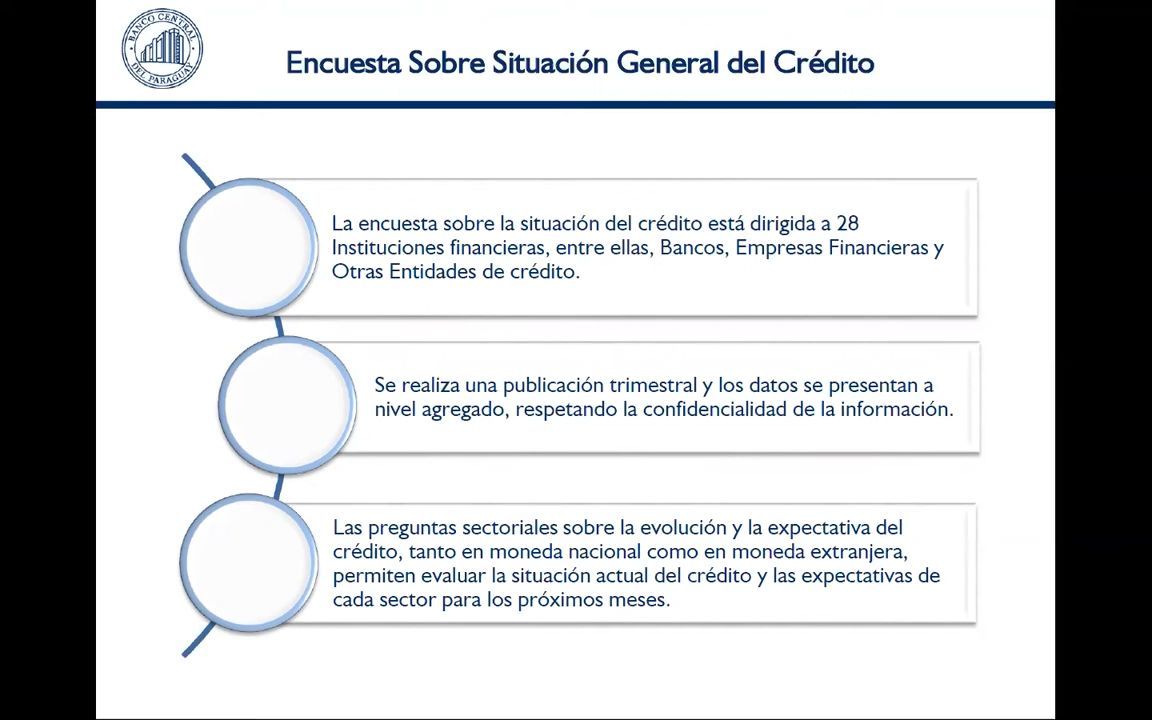 BANCO CENTRAL
DEL PARAGUAY
Encuesta Sobre Situación General del Crédito
La encuesta sobre la situación del crédito está dirigida a 28
Instituciones financieras, entre ellas, Bancos, Empresas Financieras y
Otras Entidades de crédito.
Se realiza una publicación trimestral y los datos se presentan a
nivel agregado, respetando la confidencialidad de la información.
Las preguntas sectoriales sobre la evolución y la expectativa del
crédito, tanto en moneda nacional como en moneda extranjera,
permiten evaluar la situación actual del crédito y las expectativas de
cada sector para los próximos meses.